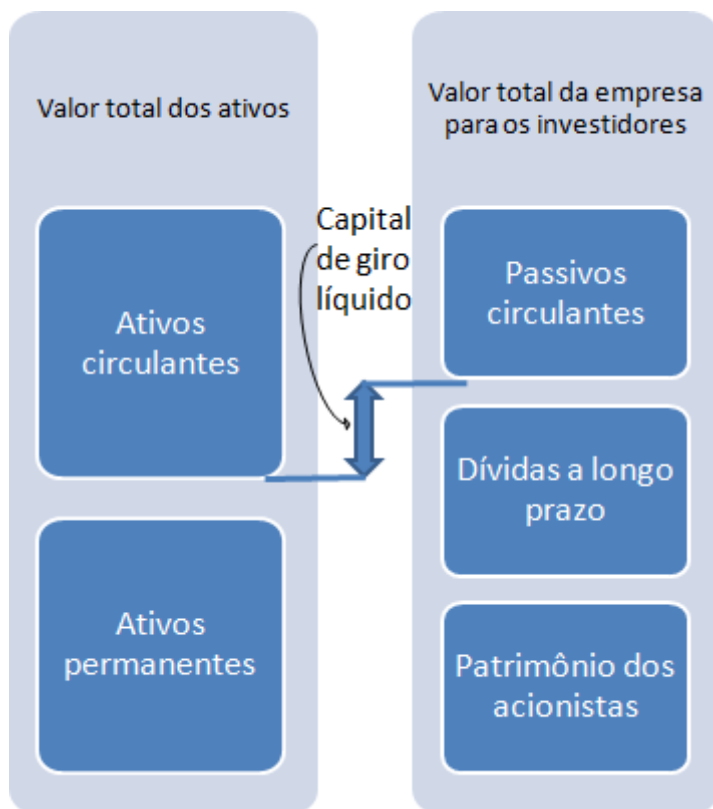 Valor total dos ativos
Ativos
circulantes
Ativos
permanentes
Capital
de giro
líquido
Valor total da empresa
para os investidores
Passivos
circulantes
Dívidas a longo
prazo
Patrimônio dos
acionistas